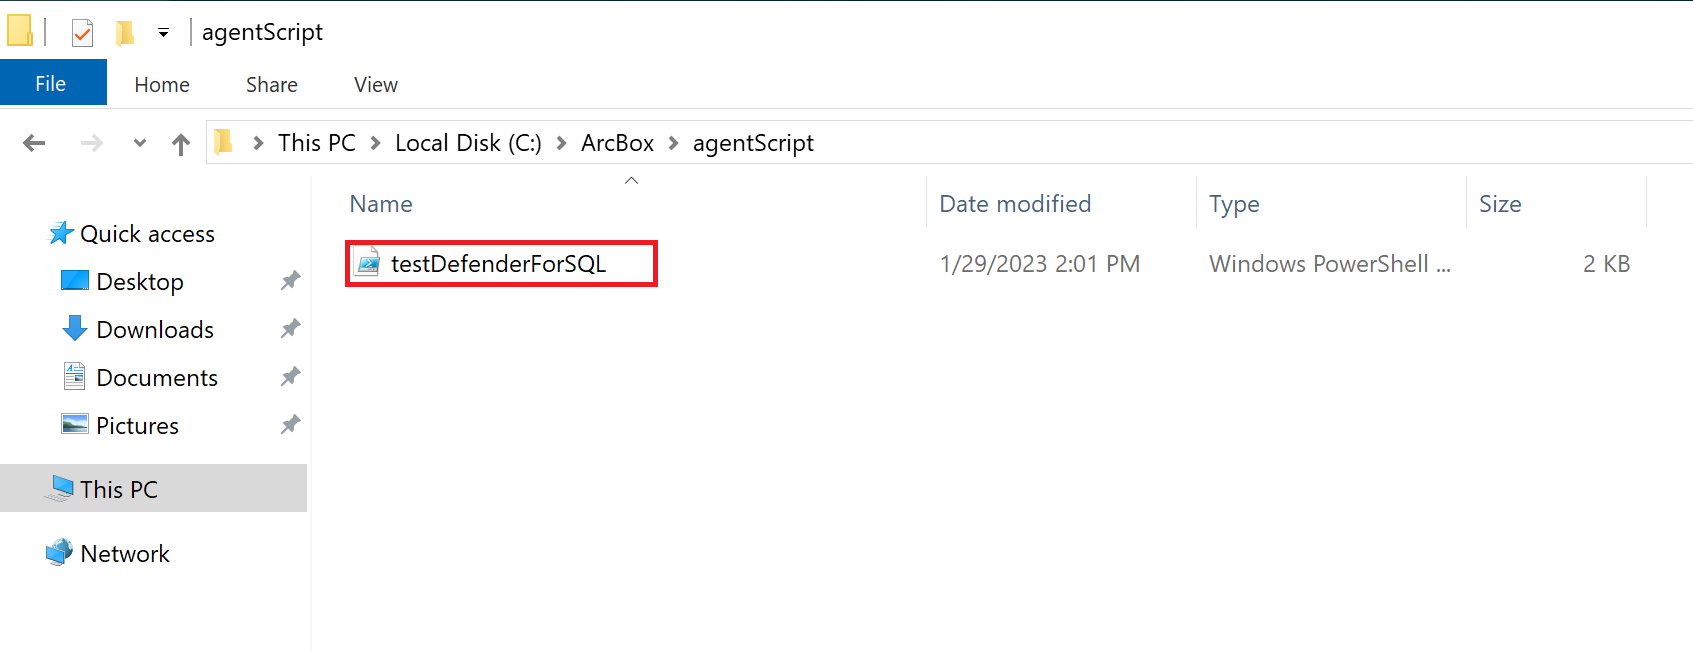 agentScript
File Home Share View
This PC Local Disk (C:) ArcBox agentScript
Name Date modified Type Size
testDefenderForSQL 1/29/2023 2:01 PM Windows PowerShell ... 2 KB
Quick access
Desktop
Downloads
Documents
Pictures
This PC
Network